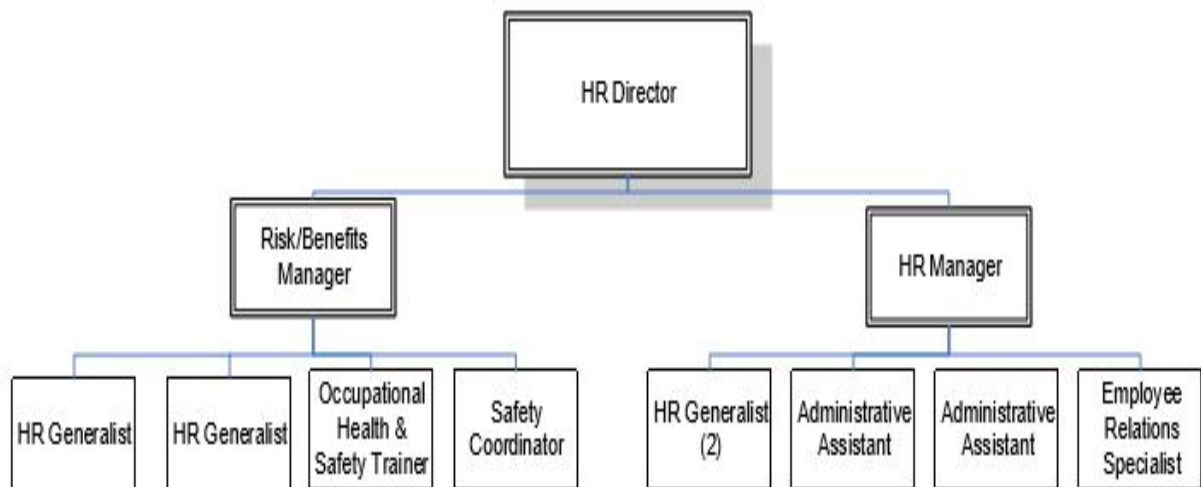 HR Director
Risk/Benefits
Manager
HR Manager
HR Generalist
HR Generalist
Occupational
Health &
Safety Trainer
Safety
Coordinator
HR Generalist
(2)
Administrative
Assistant
Administrative
Assistant
Employee
Relations
Specialist